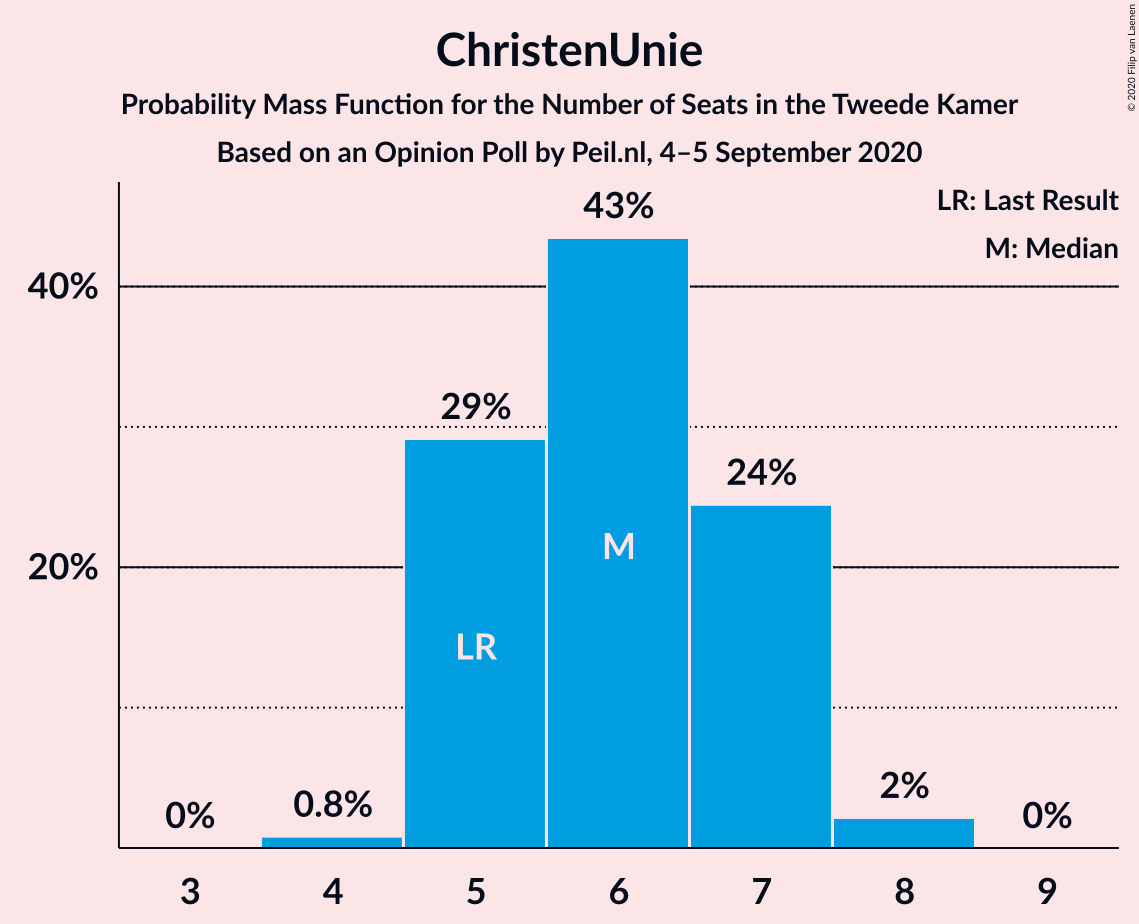 ChristenUnie
Probability Mass Function for the Number of Seats in the Tweede Kamer
Based on an Opinion Poll by Peil.nl, 4–5 September 2020
© 2020 Filip van Laenen
LR: Last Result
M: Median
43%
40%
29%
24%
M
20%
LR
2%
0.8%
0%
0%
3 4 5 6 7 8 9